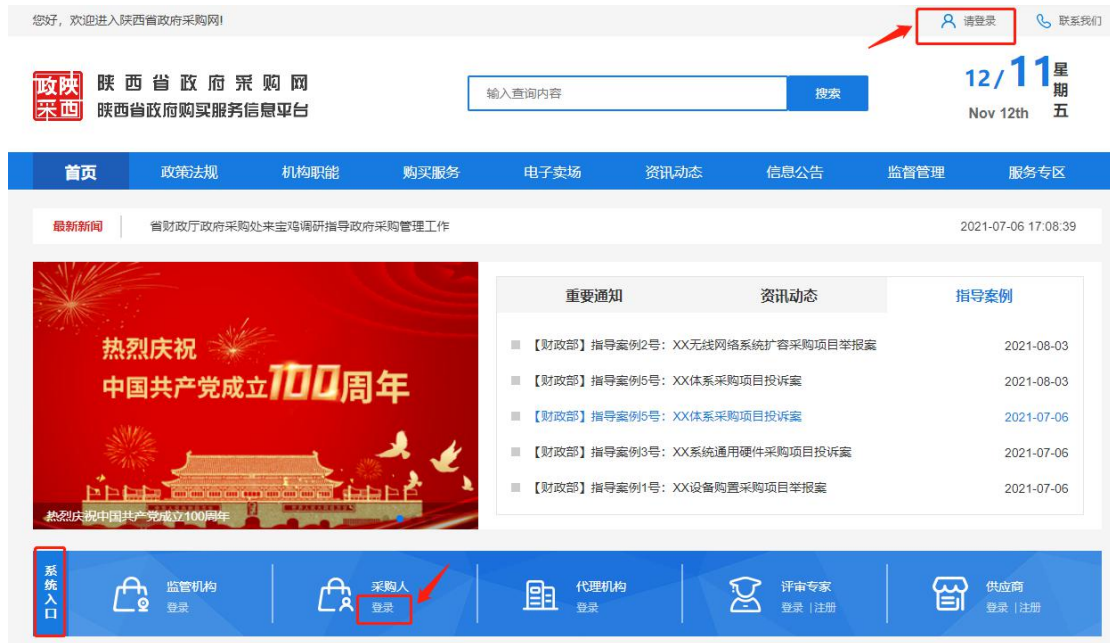 您好，欢迎进入陕西省政府采购网!
请登录
联系我们
政陕
采西
陕西省政府采购网
陕西省政府购买服务信息平台
输入查询内容
搜索
12/11
星期五
Nov 12th
首页 政策法规 机构职能 购买服务 电子卖场 资讯动态 信息公告 监督管理 服务专区
最新新闻 省财政厅政府采购处来宝鸡调研指导政府采购管理工作 2021-07-06 17:08:39
热烈庆祝
中国共产党成立100周年
热烈庆祝中国共产党成立100周年
重要通知 资讯动态 指导案例
【财政部】指导案例2号：XX无线网络系统扩容采购项目举报案 2021-08-03
【财政部】指导案例5号：XX体系采购项目投诉案 2021-08-03
【财政部】指导案例5号：XX体系采购项目投诉案 2021-07-06
【财政部】指导案例3号：XX系统通用硬件采购项目投诉案 2021-07-06
【财政部】指导案例1号：XX设备购置采购项目举报案 2021-07-06
系统入口
监管机构
登录
采购人
登录
代理机构
登录
评审专家
登录 |注册
供应商
登录 |注册